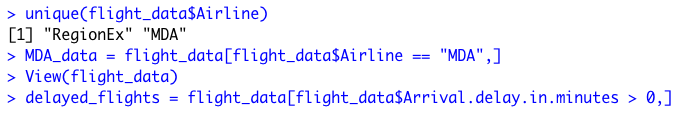 > unique(flight_data$Airline)
[1] "RegionEx" "MDA"
> MDA_data = flight_data[flight_data$Airline == "MDA",]
> View(flight_data)
> delayed_flights = flight_data[flight_data$Arrival.delay.in.minutes > 0,]